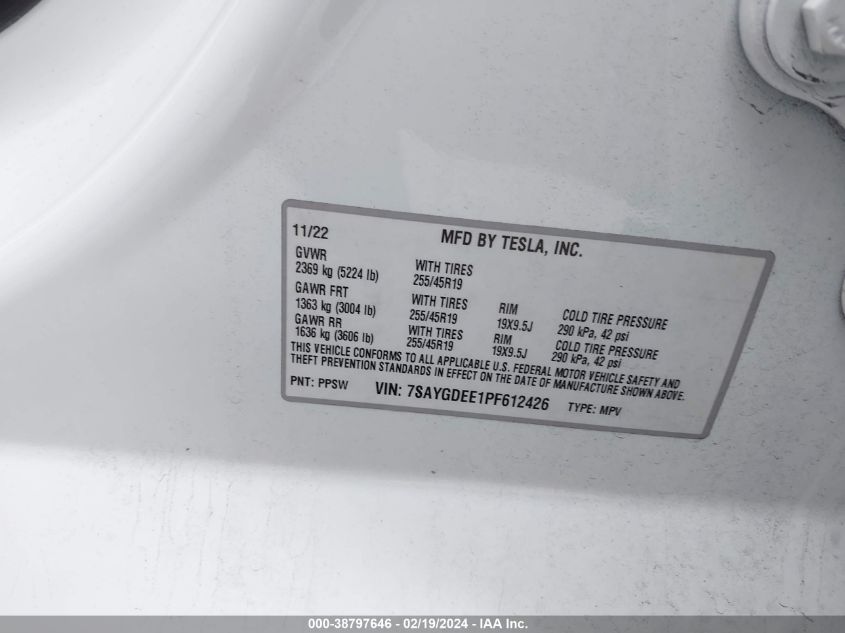 11/22 MFD BY TESLA, INC.
GVWR
2369 kg (5224 lb) WITH TIRES
255/45R19
GAWR FRT
1363 kg (3004 lb) WITH TIRES RIM COLD TIRE PRESSURE
255/45R19 19X9.5J 290 kPa, 42 psi
GAWR RR
1636 kg (3606 lb) WITH TIRES RIM COLD TIRE PRESSURE
255/45R19 19X9.5J 290 kPa, 42 psi
THIS VEHICLE CONFORMS TO ALL APPLICABLE U.S. FEDERAL MOTOR VEHICLE SAFETY AND
THEFT PREVENTION STANDARDS IN EFFECT ON THE DATE OF MANUFACTURE SHOWN ABOVE.
PNT: PPSW VIN: 7SAYGDEE1PF612426 TYPE: MPV
000-38797646 - 02/19/2024 - IAA Inc.